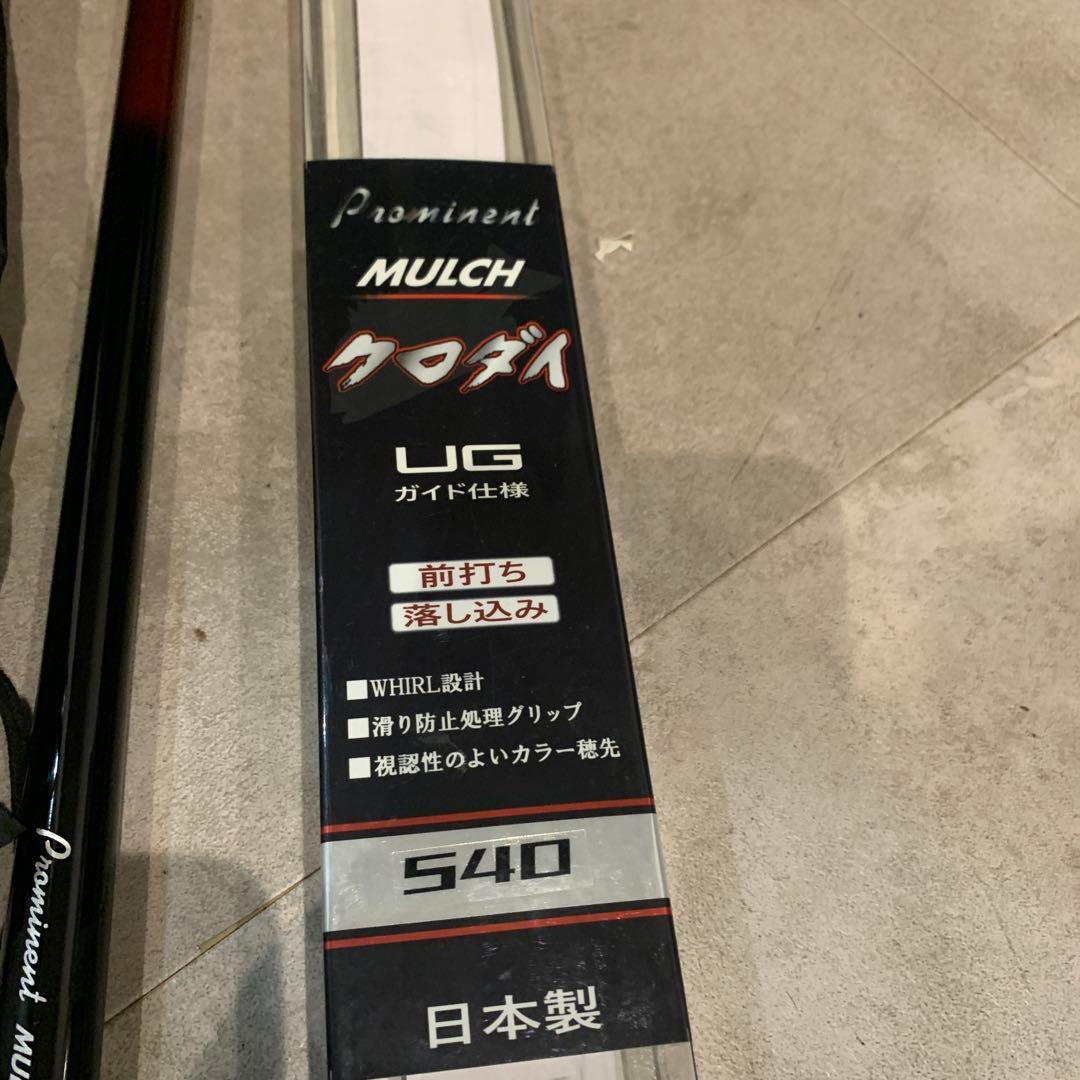 Prominent
MULCH
クロダイ
UG
ガイド仕様
前打ち
落し込み
■WHIRL設計
■滑り防止処理グリップ
■視認性のよいカラー穂先
540
日本製
Prominent